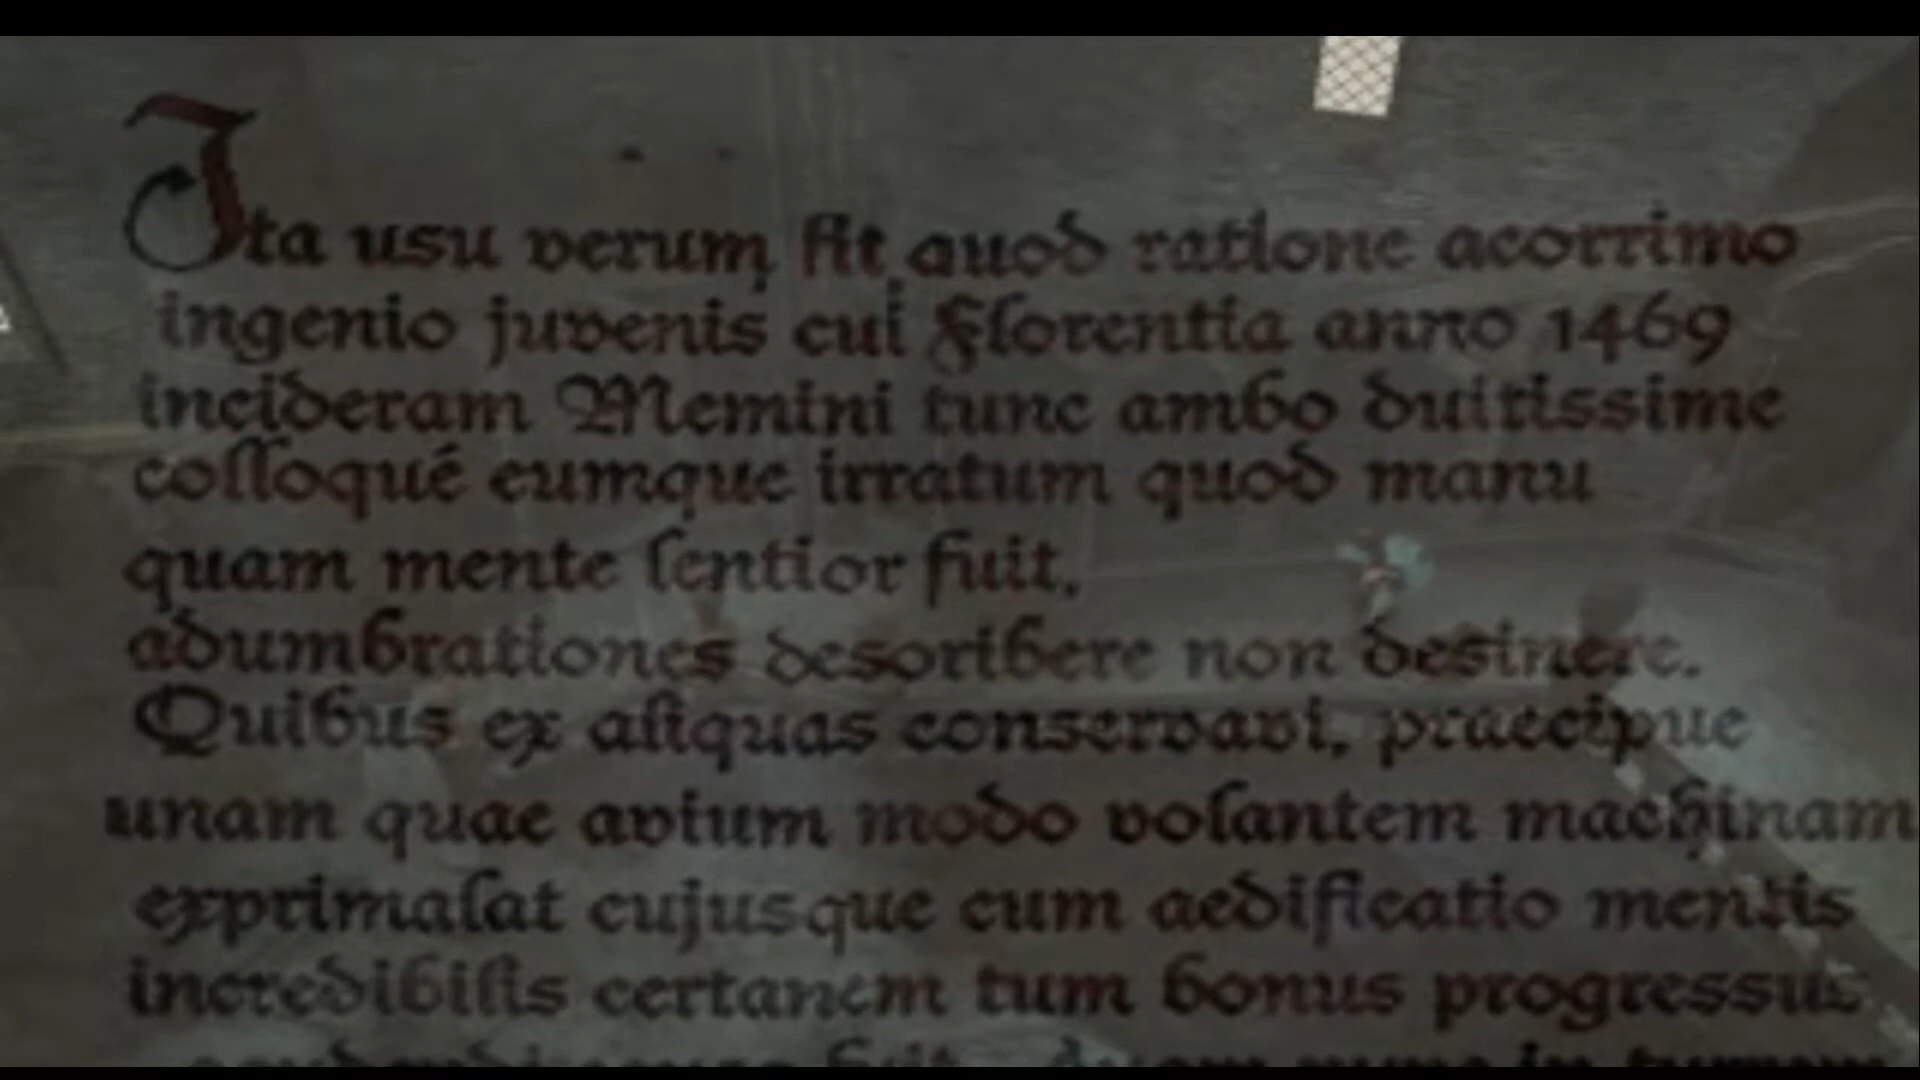 Ita usu verum fit quod ratione acorrimo
ingenio juvenis cui Florentia anno 1469
incideram Memini tunc ambo duitissime
colloqué eumque irratum quod manu
quam mente lentior fuit,
adumbrationes desoribere non desinere.
Quibus ex aliquas conservavi, praecipue
unam quae avium modo volantem machinam
exprimalat cujusque cum aedificatio mentis
incredibilis certanem tum bonus progressus
fuit